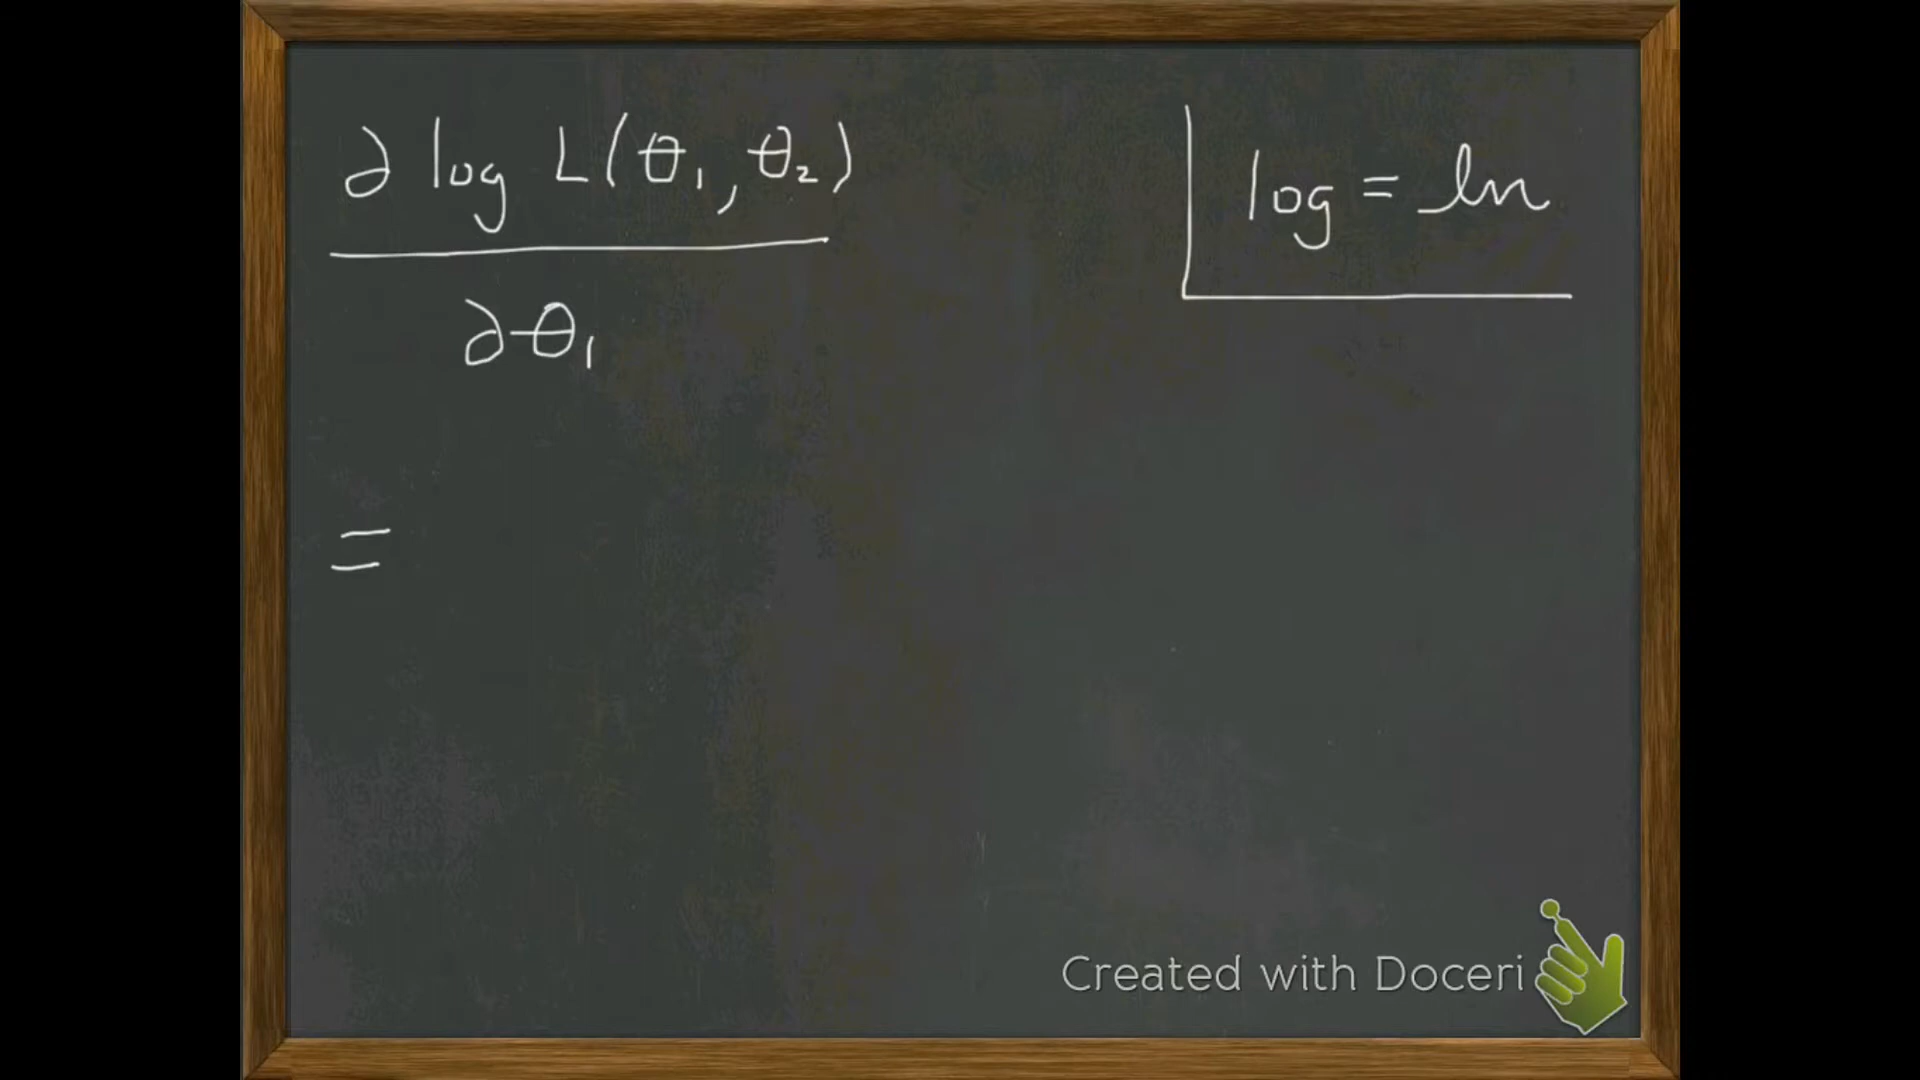 ∂ log L(θ₁, θ₂)
∂θ₁
log = ln
=
Created with Doceri